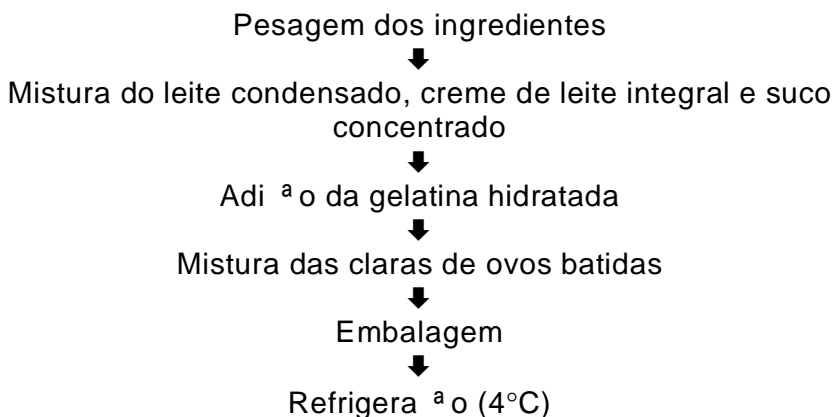 Pesagem dos ingredientes
Mistura do leite condensado, creme de leite integral e suco
concentrado
Adi ª o da gelatina hidratada
Mistura das claras de ovos batidas
Embalagem
Refrigera ª o (4°C)